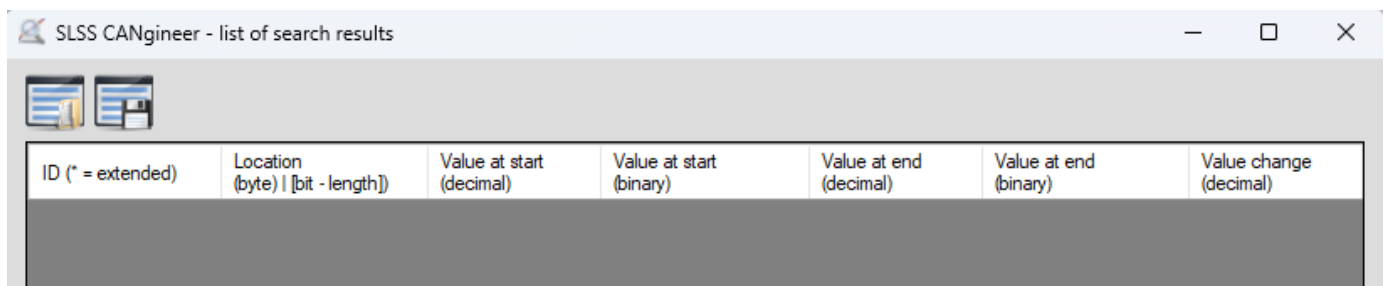 SLSS CANgineer - list of search results
ID (* = extended)
Location
(byte) | [bit - length])
Value at start
(decimal)
Value at start
(binary)
Value at end
(decimal)
Value at end
(binary)
Value change
(decimal)